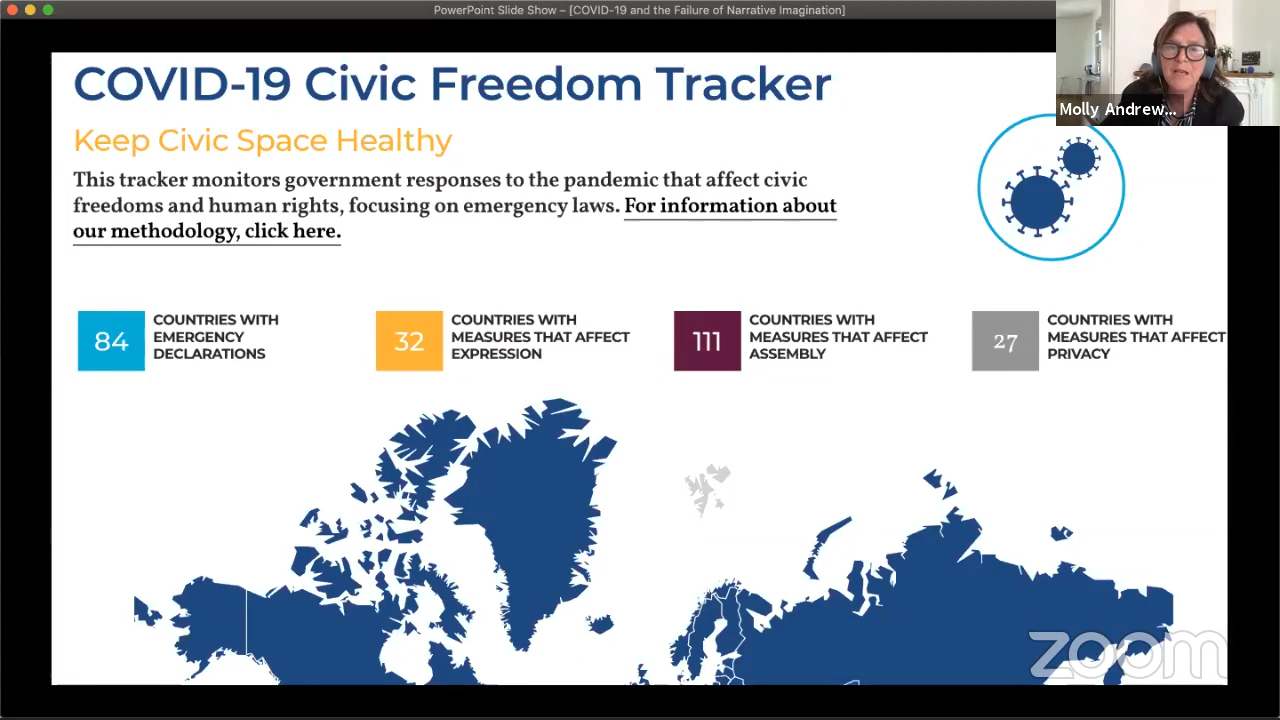 PowerPoint Slide Show – [COVID-19 and the Failure of Narrative Imagination]
Molly Andrew...
COVID-19 Civic Freedom Tracker
Keep Civic Space Healthy
This tracker monitors government responses to the pandemic that affect civic
freedoms and human rights, focusing on emergency laws. For information about
our methodology, click here.
84
COUNTRIES WITH
EMERGENCY
DECLARATIONS
32
COUNTRIES WITH
MEASURES THAT AFFECT
EXPRESSION
111
COUNTRIES WITH
MEASURES THAT AFFECT
ASSEMBLY
27
COUNTRIES WITH
MEASURES THAT AFFECT
PRIVACY
zoom